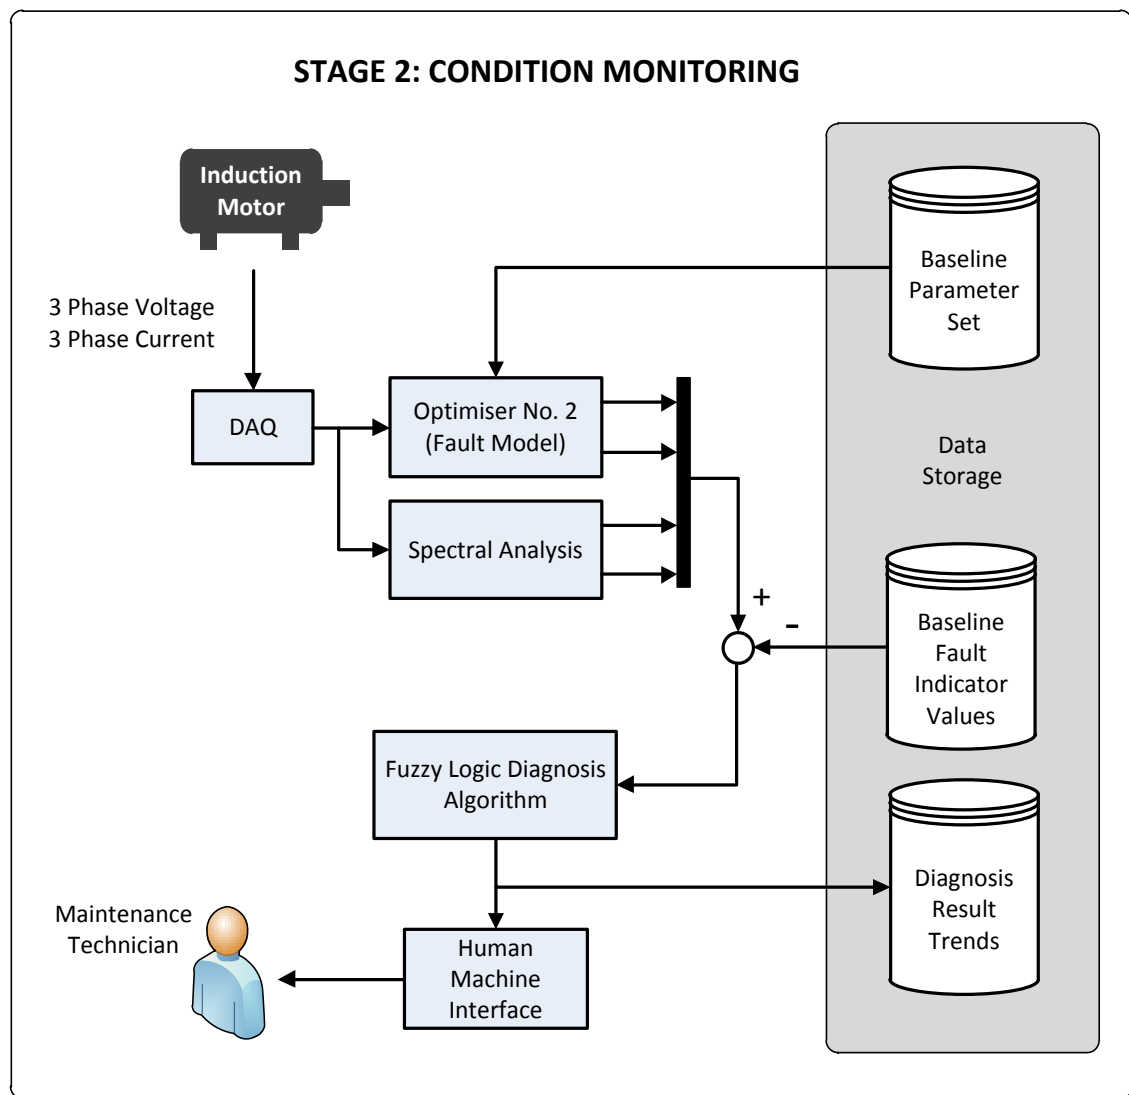 STAGE 2: CONDITION MONITORING
Induction
Motor
3 Phase Voltage
3 Phase Current
DAQ
Optimiser No. 2
(Fault Model)
Spectral Analysis
+
-
Baseline
Parameter
Set
Data
Storage
Baseline
Fault
Indicator
Values
Fuzzy Logic Diagnosis
Algorithm
Diagnosis
Result
Trends
Human
Machine
Interface
Maintenance
Technician